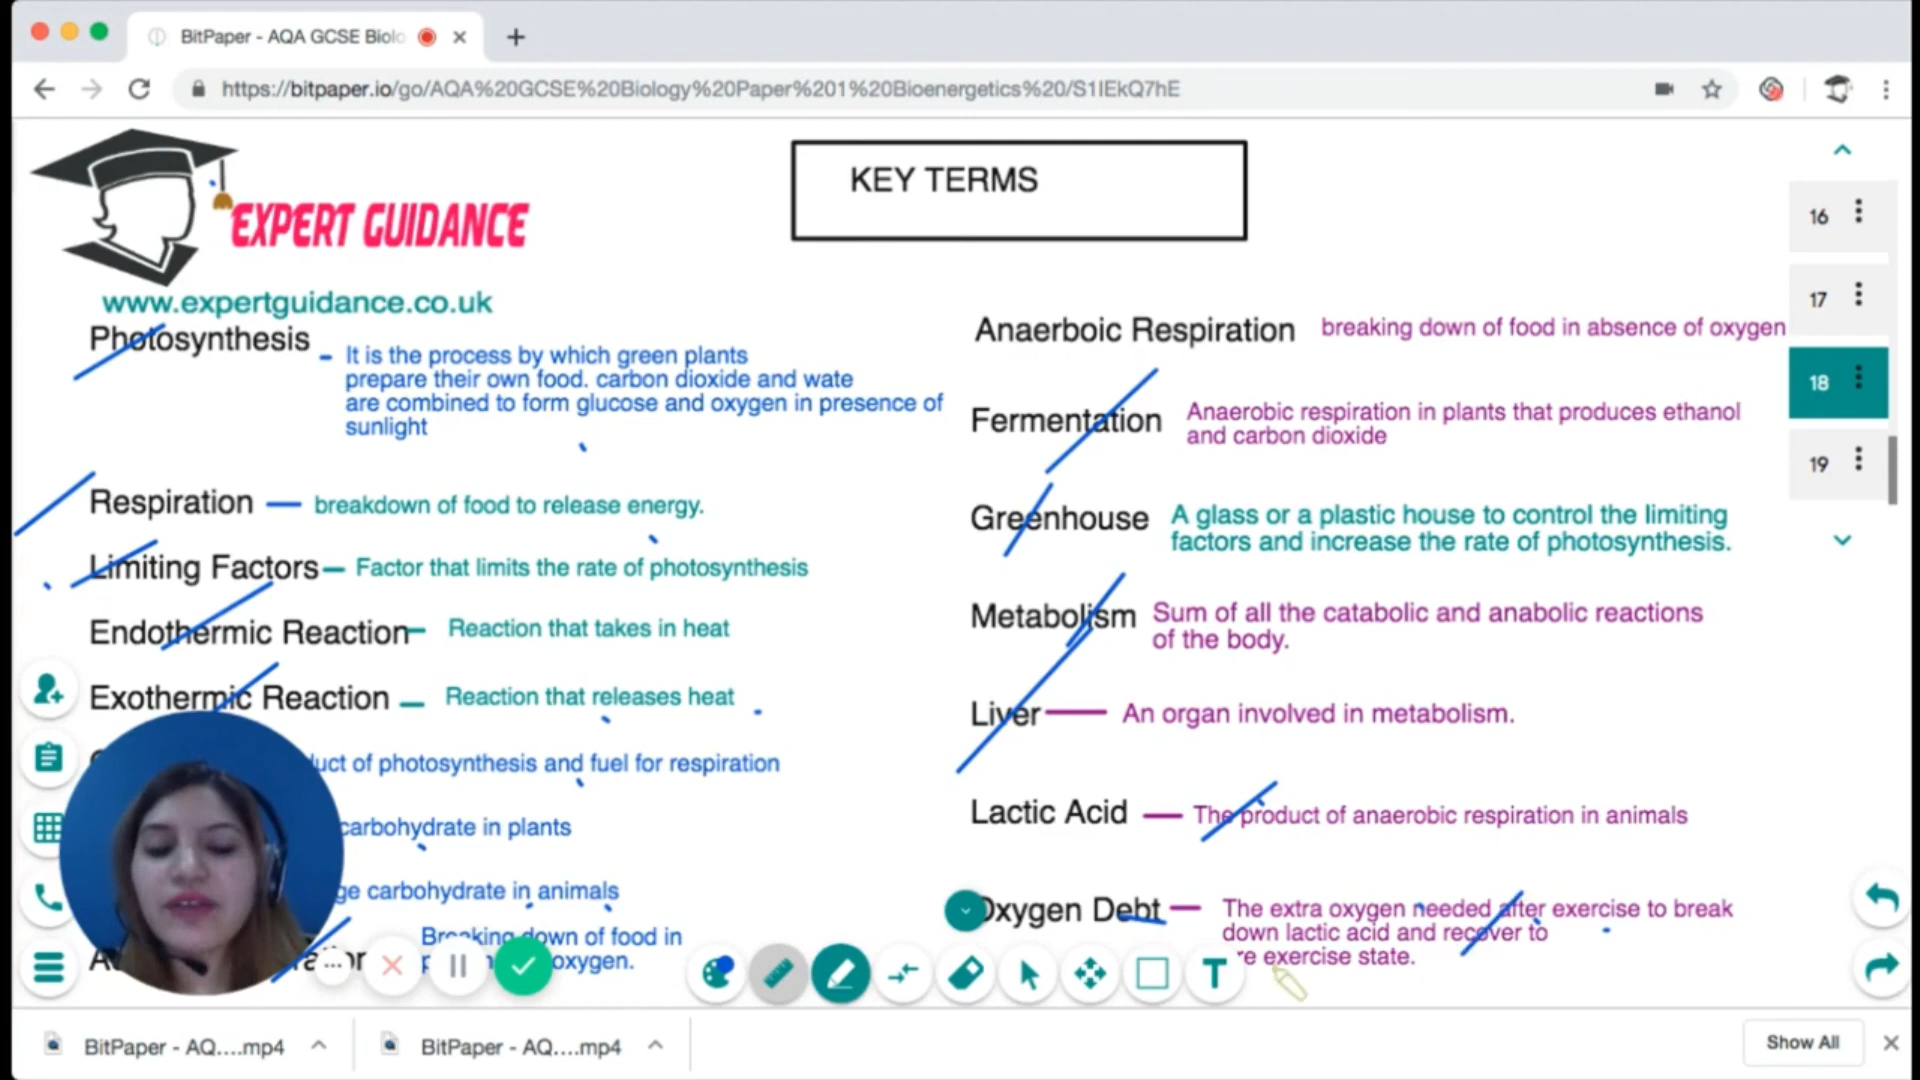 BitPaper - AQA GCSE Biolo
https://bitpaper.io/go/AQA%20GCSE%20Biology%20Paper%201%20Bioenergetics%20/S1IEkQ7hE
KEY TERMS
EXPERT GUIDANCE
www.expertguidance.co.uk
Photosynthesis - It is the process by which green plants
prepare their own food. carbon dioxide and wate
are combined to form glucose and oxygen in presence of
sunlight
Respiration — breakdown of food to release energy.
Limiting Factors — Factor that limits the rate of photosynthesis
Endothermic Reaction — Reaction that takes in heat
Exothermic Reaction — Reaction that releases heat
duct of photosynthesis and fuel for respiration
carbohydrate in plants
ge carbohydrate in animals
Breaking down of food in
oxygen.
Anaerboic Respiration breaking down of food in absence of oxygen
Fermentation Anaerobic respiration in plants that produces ethanol
and carbon dioxide
Greenhouse A glass or a plastic house to control the limiting
factors and increase the rate of photosynthesis.
Metabolism Sum of all the catabolic and anabolic reactions
of the body.
Liver — An organ involved in metabolism.
Lactic Acid — The product of anaerobic respiration in animals
Oxygen Debt — The extra oxygen needed after exercise to break
down lactic acid and recover to
re exercise state.
16
17
18
19
T
BitPaper - AQ....mp4
BitPaper - AQ....mp4
Show All